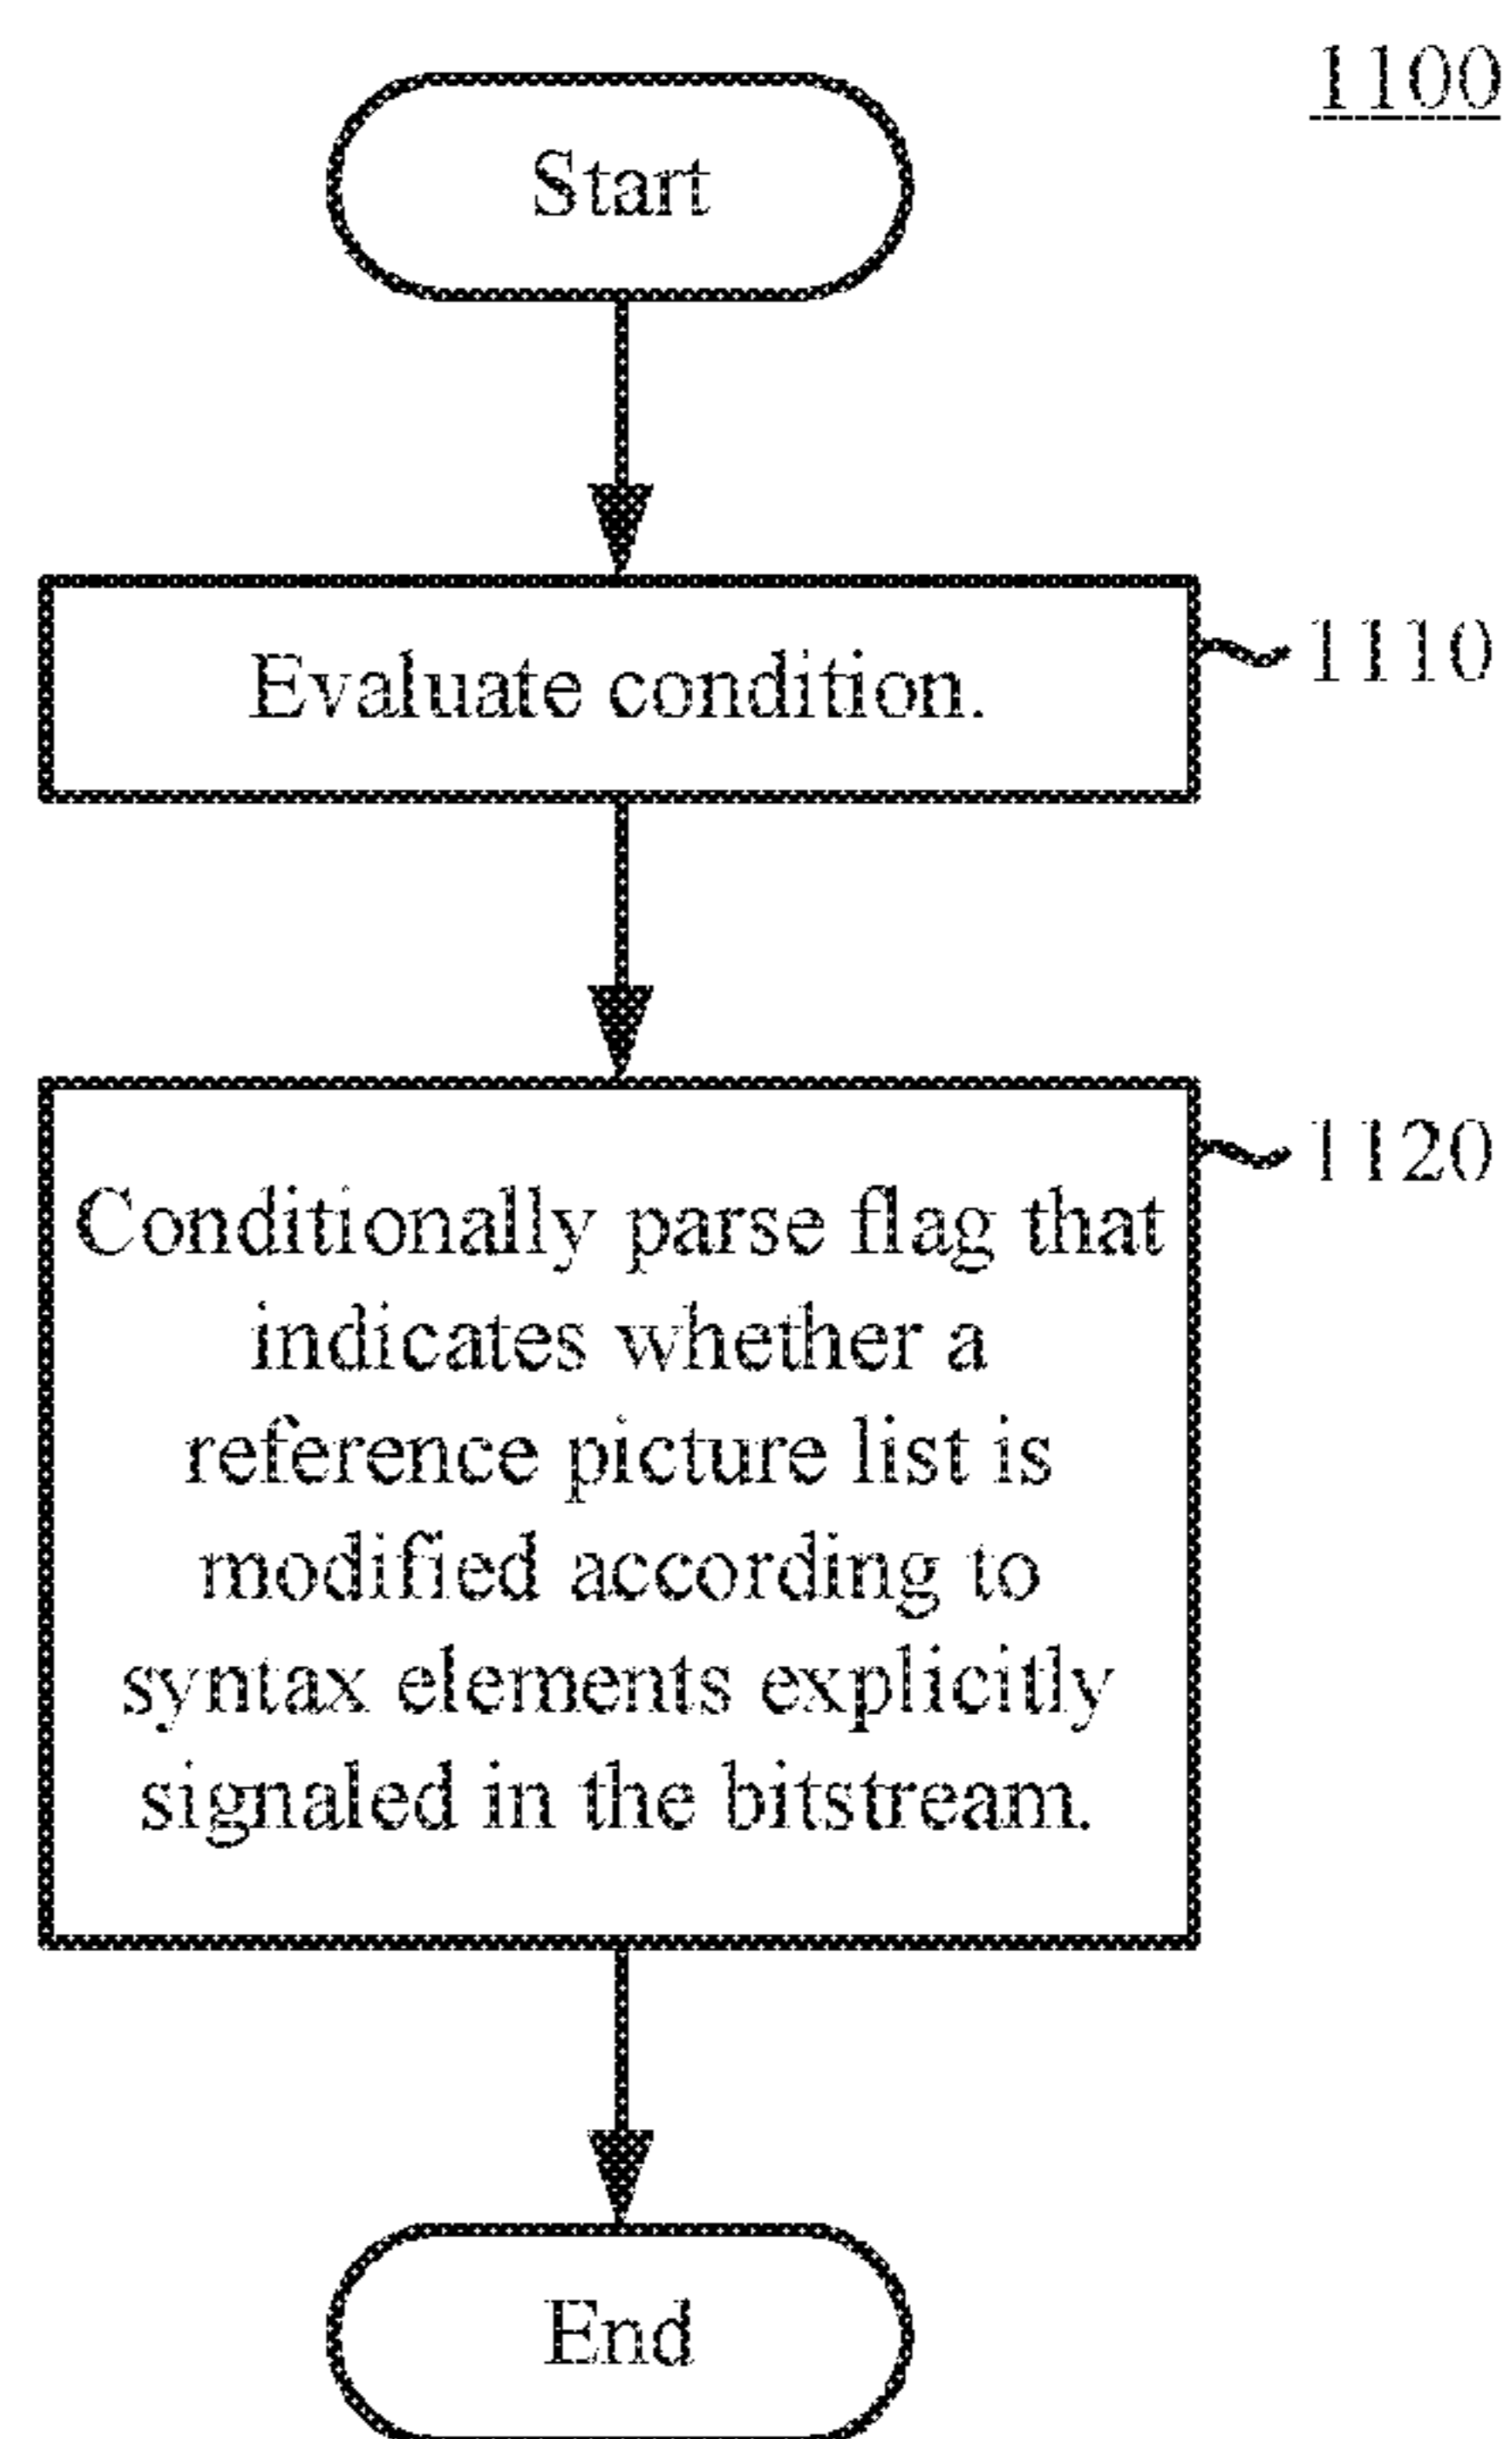 1100
Start
Evaluate condition.
1110
1120
Conditionally parse flag that
indicates whether a
reference picture list is
modified according to
syntax elements explicitly
signaled in the bitstream.
End